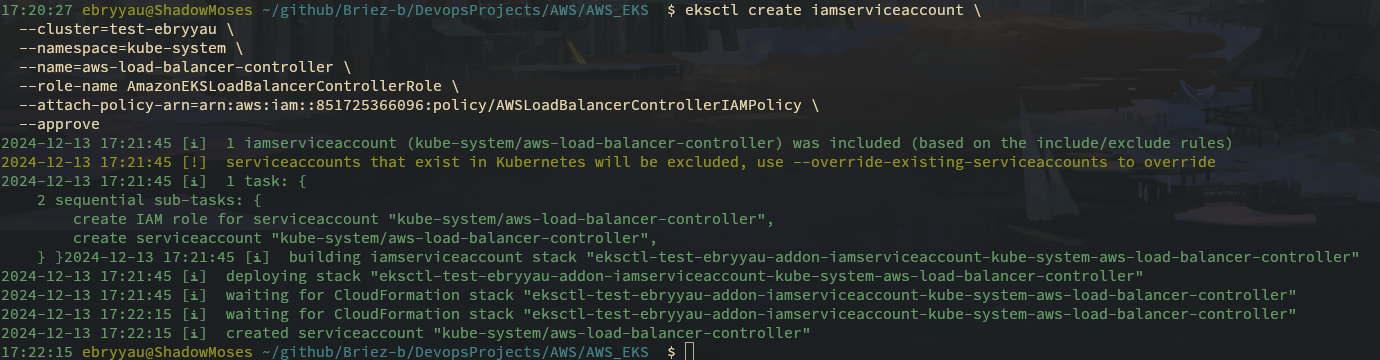 17:20:27 ebryyau@ShadowMoses ~/github/Briez-b/DevopsProjects/AWS/AWS_EKS  $ eksctl create iamserviceaccount \
  --cluster=test-ebryyau \
  --namespace=kube-system \
  --name=aws-load-balancer-controller \
  --role-name AmazonEKSLoadBalancerControllerRole \
  --attach-policy-arn=arn:aws:iam::851725366096:policy/AWSLoadBalancerControllerIAMPolicy \
  --approve
2024-12-13 17:21:45 [ℹ]  1 iamserviceaccount (kube-system/aws-load-balancer-controller) was included (based on the include/exclude rules)
2024-12-13 17:21:45 [!]  serviceaccounts that exist in Kubernetes will be excluded, use --override-existing-serviceaccounts to override
2024-12-13 17:21:45 [ℹ]  1 task: {
    2 sequential sub-tasks: {
        create IAM role for serviceaccount "kube-system/aws-load-balancer-controller",
        create serviceaccount "kube-system/aws-load-balancer-controller",
    } }2024-12-13 17:21:45 [ℹ]  building iamserviceaccount stack "eksctl-test-ebryyau-addon-iamserviceaccount-kube-system-aws-load-balancer-controller"
2024-12-13 17:21:45 [ℹ]  deploying stack "eksctl-test-ebryyau-addon-iamserviceaccount-kube-system-aws-load-balancer-controller"
2024-12-13 17:21:45 [ℹ]  waiting for CloudFormation stack "eksctl-test-ebryyau-addon-iamserviceaccount-kube-system-aws-load-balancer-controller"
2024-12-13 17:22:15 [ℹ]  waiting for CloudFormation stack "eksctl-test-ebryyau-addon-iamserviceaccount-kube-system-aws-load-balancer-controller"
2024-12-13 17:22:15 [ℹ]  created serviceaccount "kube-system/aws-load-balancer-controller"
17:22:15 ebryyau@ShadowMoses ~/github/Briez-b/DevopsProjects/AWS/AWS_EKS  $